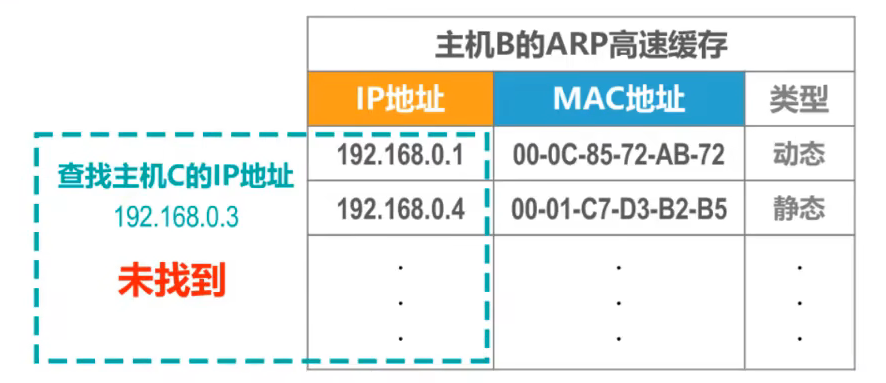 主机B的ARP高速缓存
IP地址 MAC地址 类型
查找主机C的IP地址
192.168.0.3
未找到
192.168.0.1 00-0C-85-72-AB-72 动态
192.168.0.4 00-01-C7-D3-B2-B5 静态
. . .
. . .
. . .